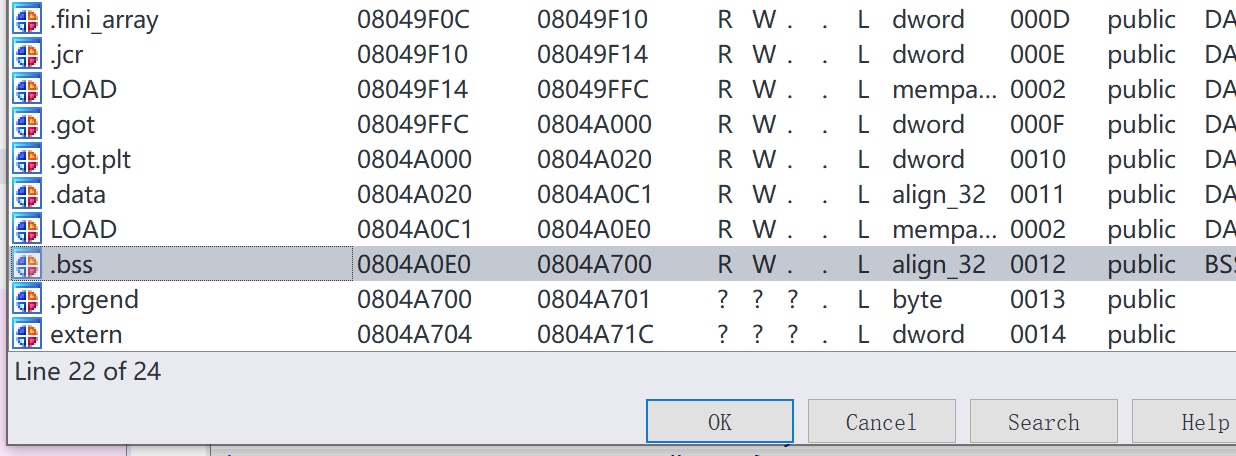 .fini_array 08049F0C 08049F10 R W . . L dword 000D public DA
.jcr 08049F10 08049F14 R W . . L dword 000E public DA
LOAD 08049F14 08049FFC R W . . L mempa... 0002 public DA
.got 08049FFC 0804A000 R W . . L dword 000F public DA
.got.plt 0804A000 0804A020 R W . . L dword 0010 public DA
.data 0804A020 0804A0C1 R W . . L align_32 0011 public DA
LOAD 0804A0C1 0804A0E0 R W . . L mempa... 0002 public DA
.bss 0804A0E0 0804A700 R W . . L align_32 0012 public BSS
.prgend 0804A700 0804A701 ? ? ? . L byte 0013 public
extern 0804A704 0804A71C ? ? ? . L dword 0014 public
Line 22 of 24
OK Cancel Search Help